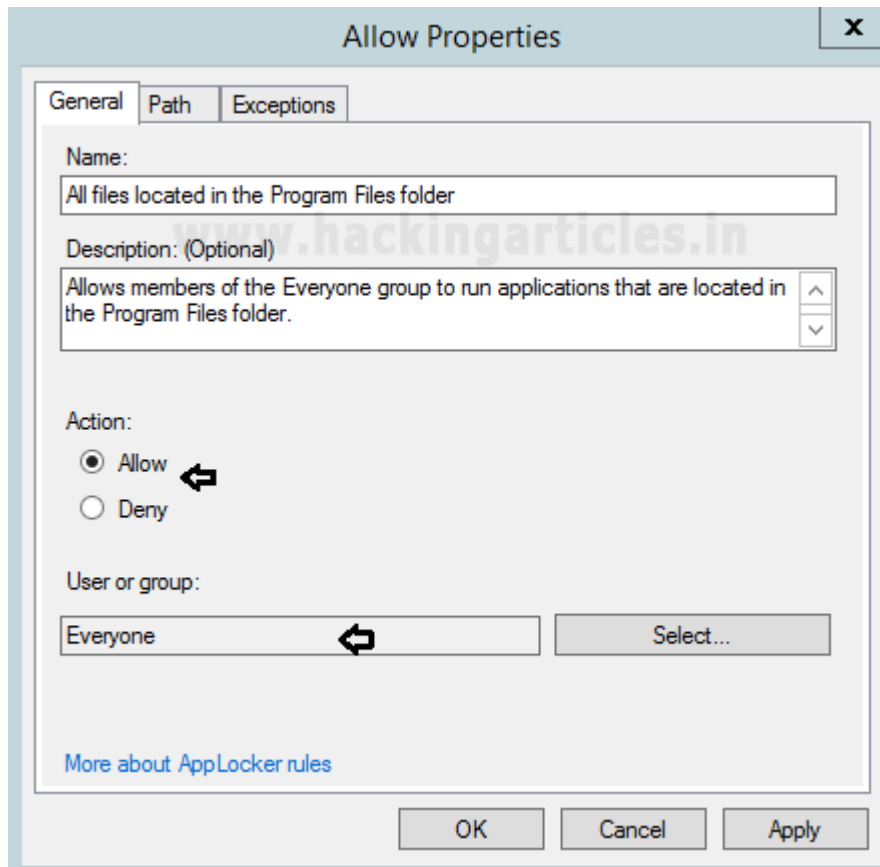 Allow Properties
x
General Path Exceptions
Name:
All files located in the Program Files folder
www.hackingarticles.in
Description: (Optional)
Allows members of the Everyone group to run applications that are located in
the Program Files folder.
Action:
Allow
Deny
User or group:
Everyone Select...
More about AppLocker rules
OK Cancel Apply